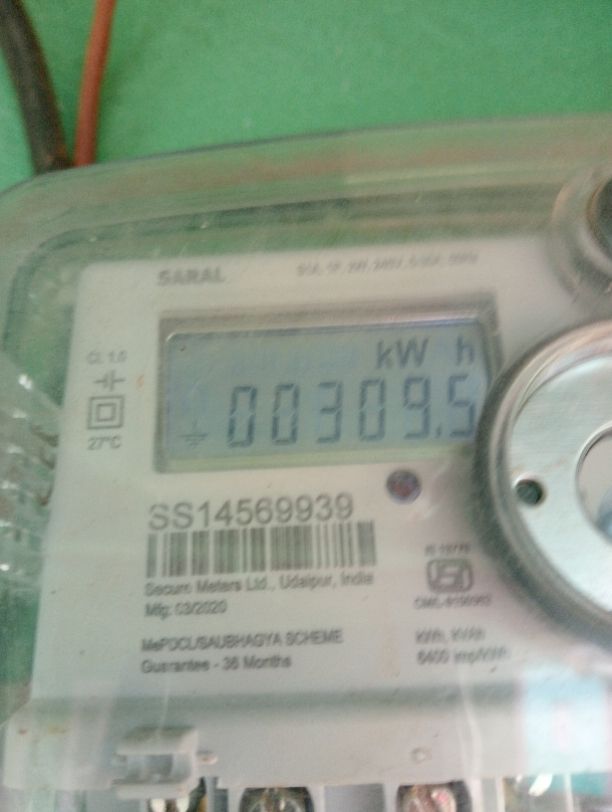 SARAL
CL 1.0
kW h
00309.5
27°C
SS14569939
Secure Meters Ltd., Udaipur, India
Mfg: 03/2020
MePDCL/SAUBHAGYA SCHEME
kWh, kVAh
Guarantee - 36 Months
6400 imp/kWh